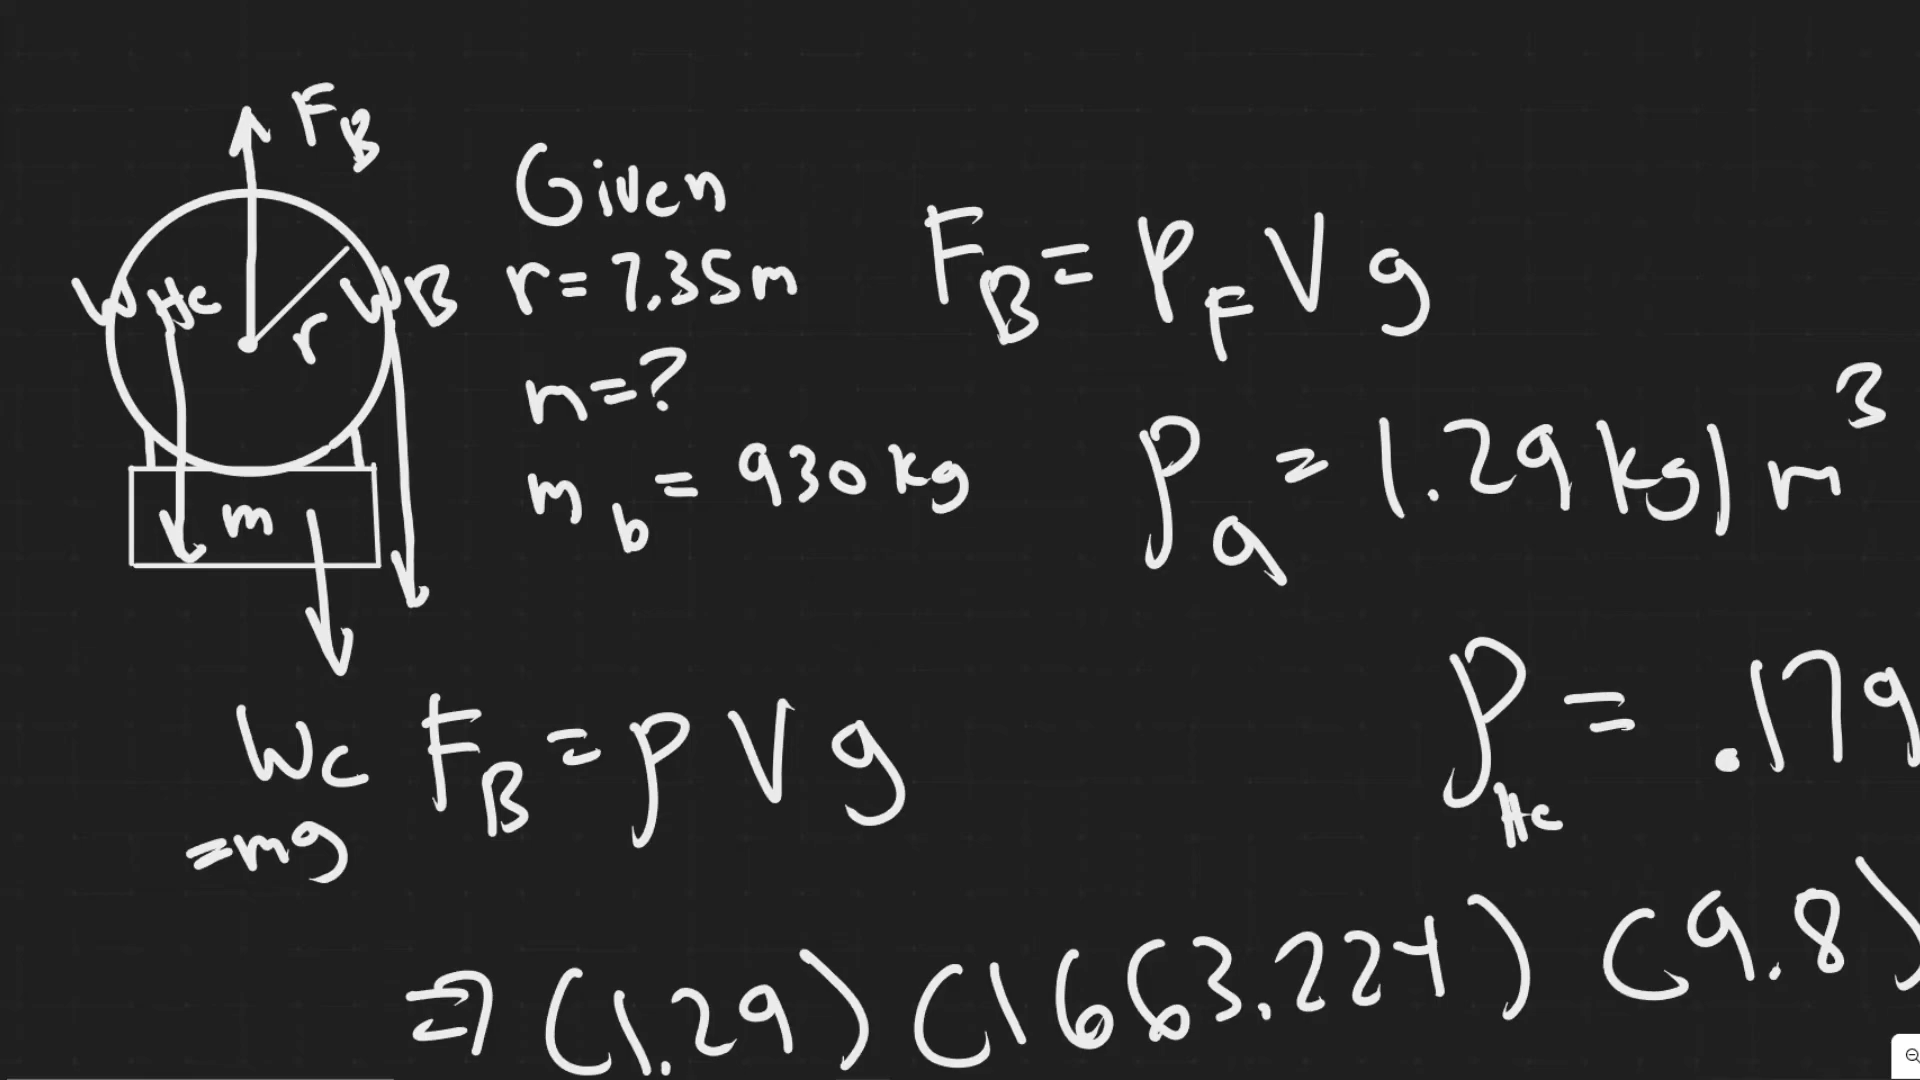 F_B
W_He
r
W_B
m
W_C
=mg
Given
r = 7.35m
m = ?
m_b = 930 kg
F_B = ρ_F V g
ρ_a = 1.29 kg/m³
F_B = ρ V g
ρ_He = .179
⇒ (1.29) (1663.224) (9.8)